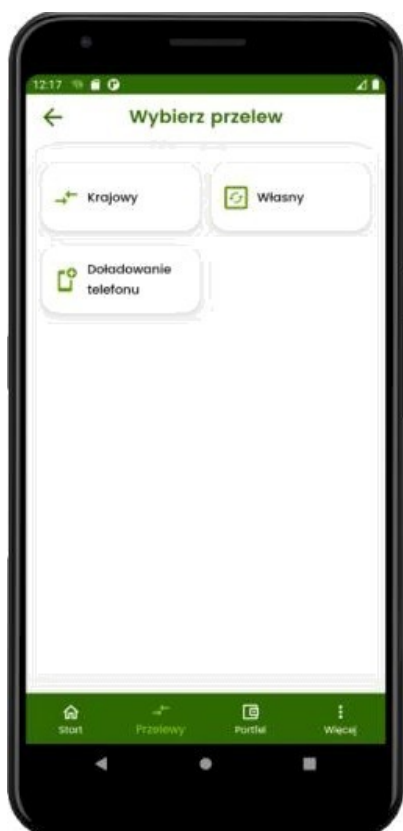 12:17
Wybierz przelew
Krajowy
Własny
Doładowanie
telefonu
Start
Przelewy
Portfel
Więcej